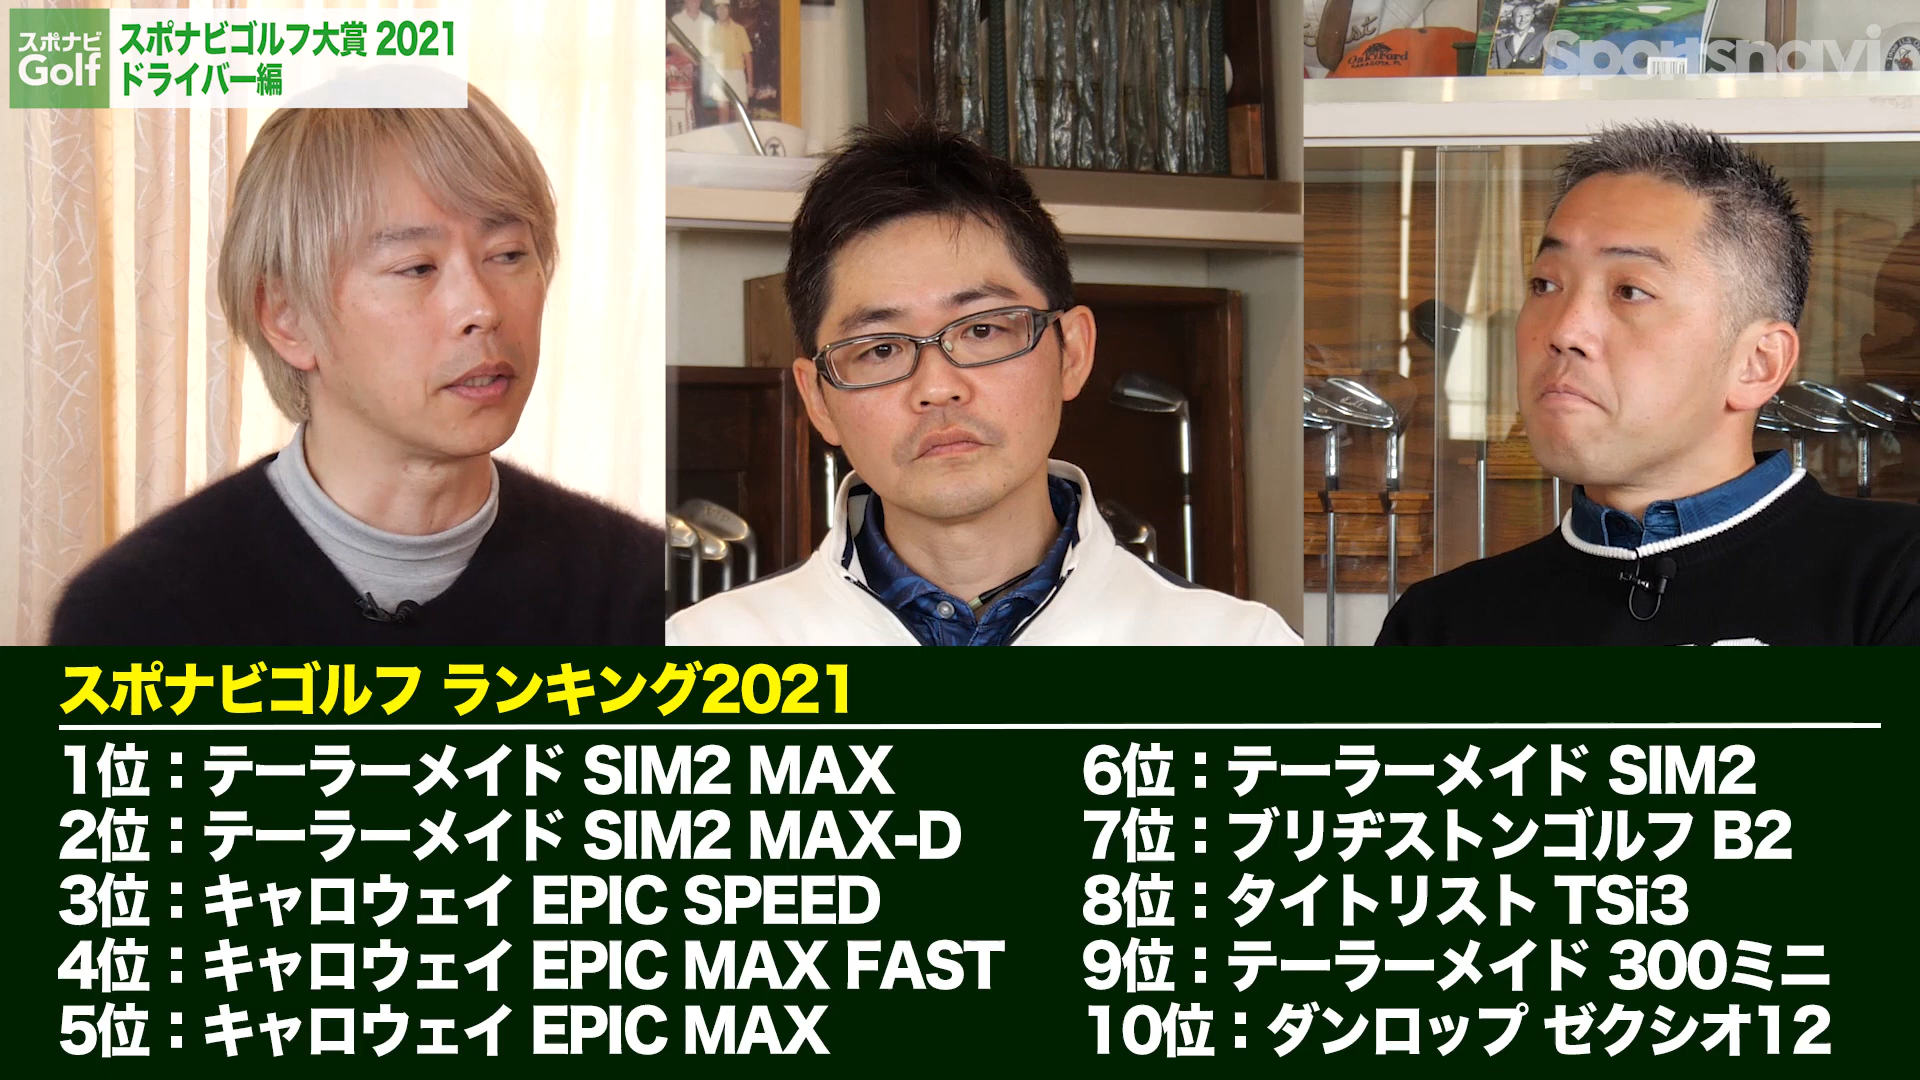 スポナビ
Golf
スポナビゴルフ大賞 2021
ドライバー編
Sportsnavi
スポナビゴルフ ランキング2021
1位：テーラーメイド SIM2 MAX
2位：テーラーメイド SIM2 MAX-D
3位：キャロウェイ EPIC SPEED
4位：キャロウェイ EPIC MAX FAST
5位：キャロウェイ EPIC MAX
6位：テーラーメイド SIM2
7位：ブリヂストンゴルフ B2
8位：タイトリスト TSi3
9位：テーラーメイド 300ミニ
10位：ダンロップ ゼクシオ12